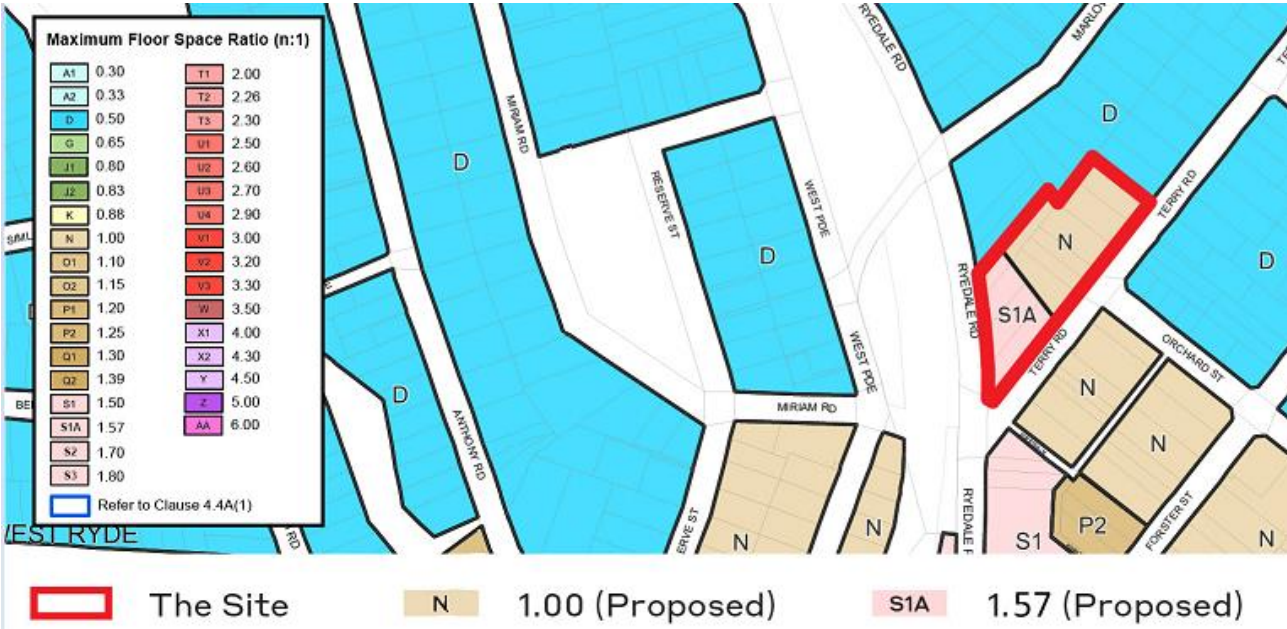 Maximum Floor Space Ratio (n:1)
A1 0.30
A2 0.33
D 0.50
G 0.65
J1 0.80
J2 0.83
K 0.88
N 1.00
O1 1.10
O2 1.15
P1 1.20
P2 1.25
Q1 1.30
Q2 1.39
S1 1.50
S1A 1.57
S2 1.70
S3 1.80
T1 2.00
T2 2.26
T3 2.30
U1 2.50
U2 2.60
U3 2.70
U4 2.90
V1 3.00
V2 3.20
V3 3.30
W 3.50
X1 4.00
X2 4.30
Y 4.50
Z 5.00
AA 6.00
Refer to Clause 4.4A(1)
RYEDALE RD
MIRIAM RD
D
D
WEST PDE
RESERVE ST
TERRY RD
N
D
D
RYEDALE RD
S1A
TERRY RD
WEST PDE
ORCHARD ST
D
N
MIRIAM RD
ANTHONY RD
N
RYEDALE
S1
P2
FORSTER ST
N
N
N
RD
/EST RYDE
The Site
N 1.00 (Proposed)
S1A 1.57 (Proposed)